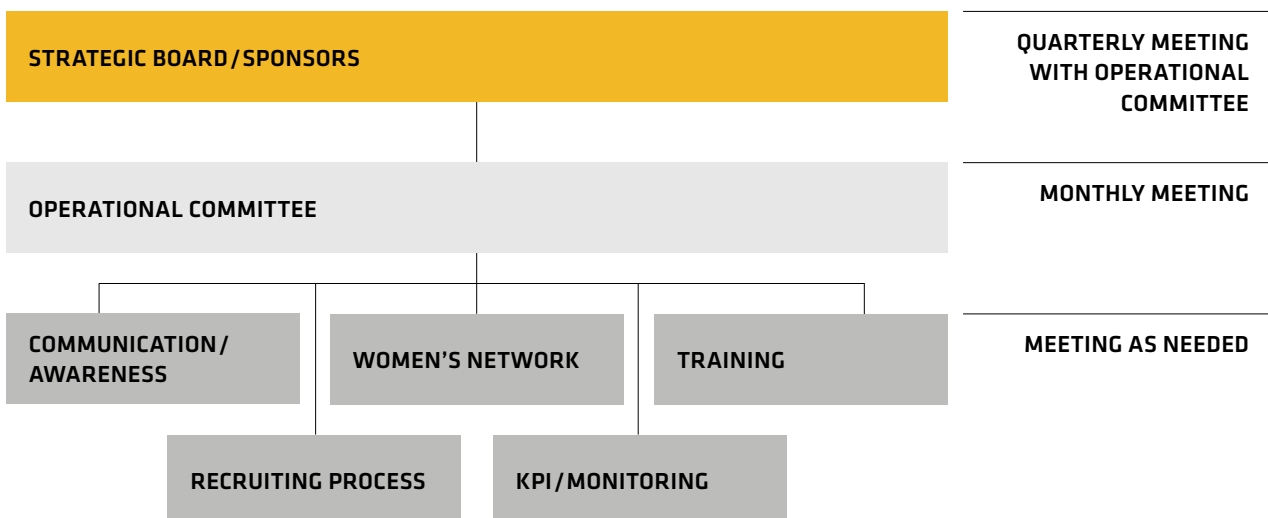 STRATEGIC BOARD/SPONSORS
QUARTERLY MEETING
WITH OPERATIONAL
COMMITTEE
OPERATIONAL COMMITTEE
MONTHLY MEETING
COMMUNICATION/
AWARENESS
WOMEN’S NETWORK
TRAINING
MEETING AS NEEDED
RECRUITING PROCESS
KPI/MONITORING